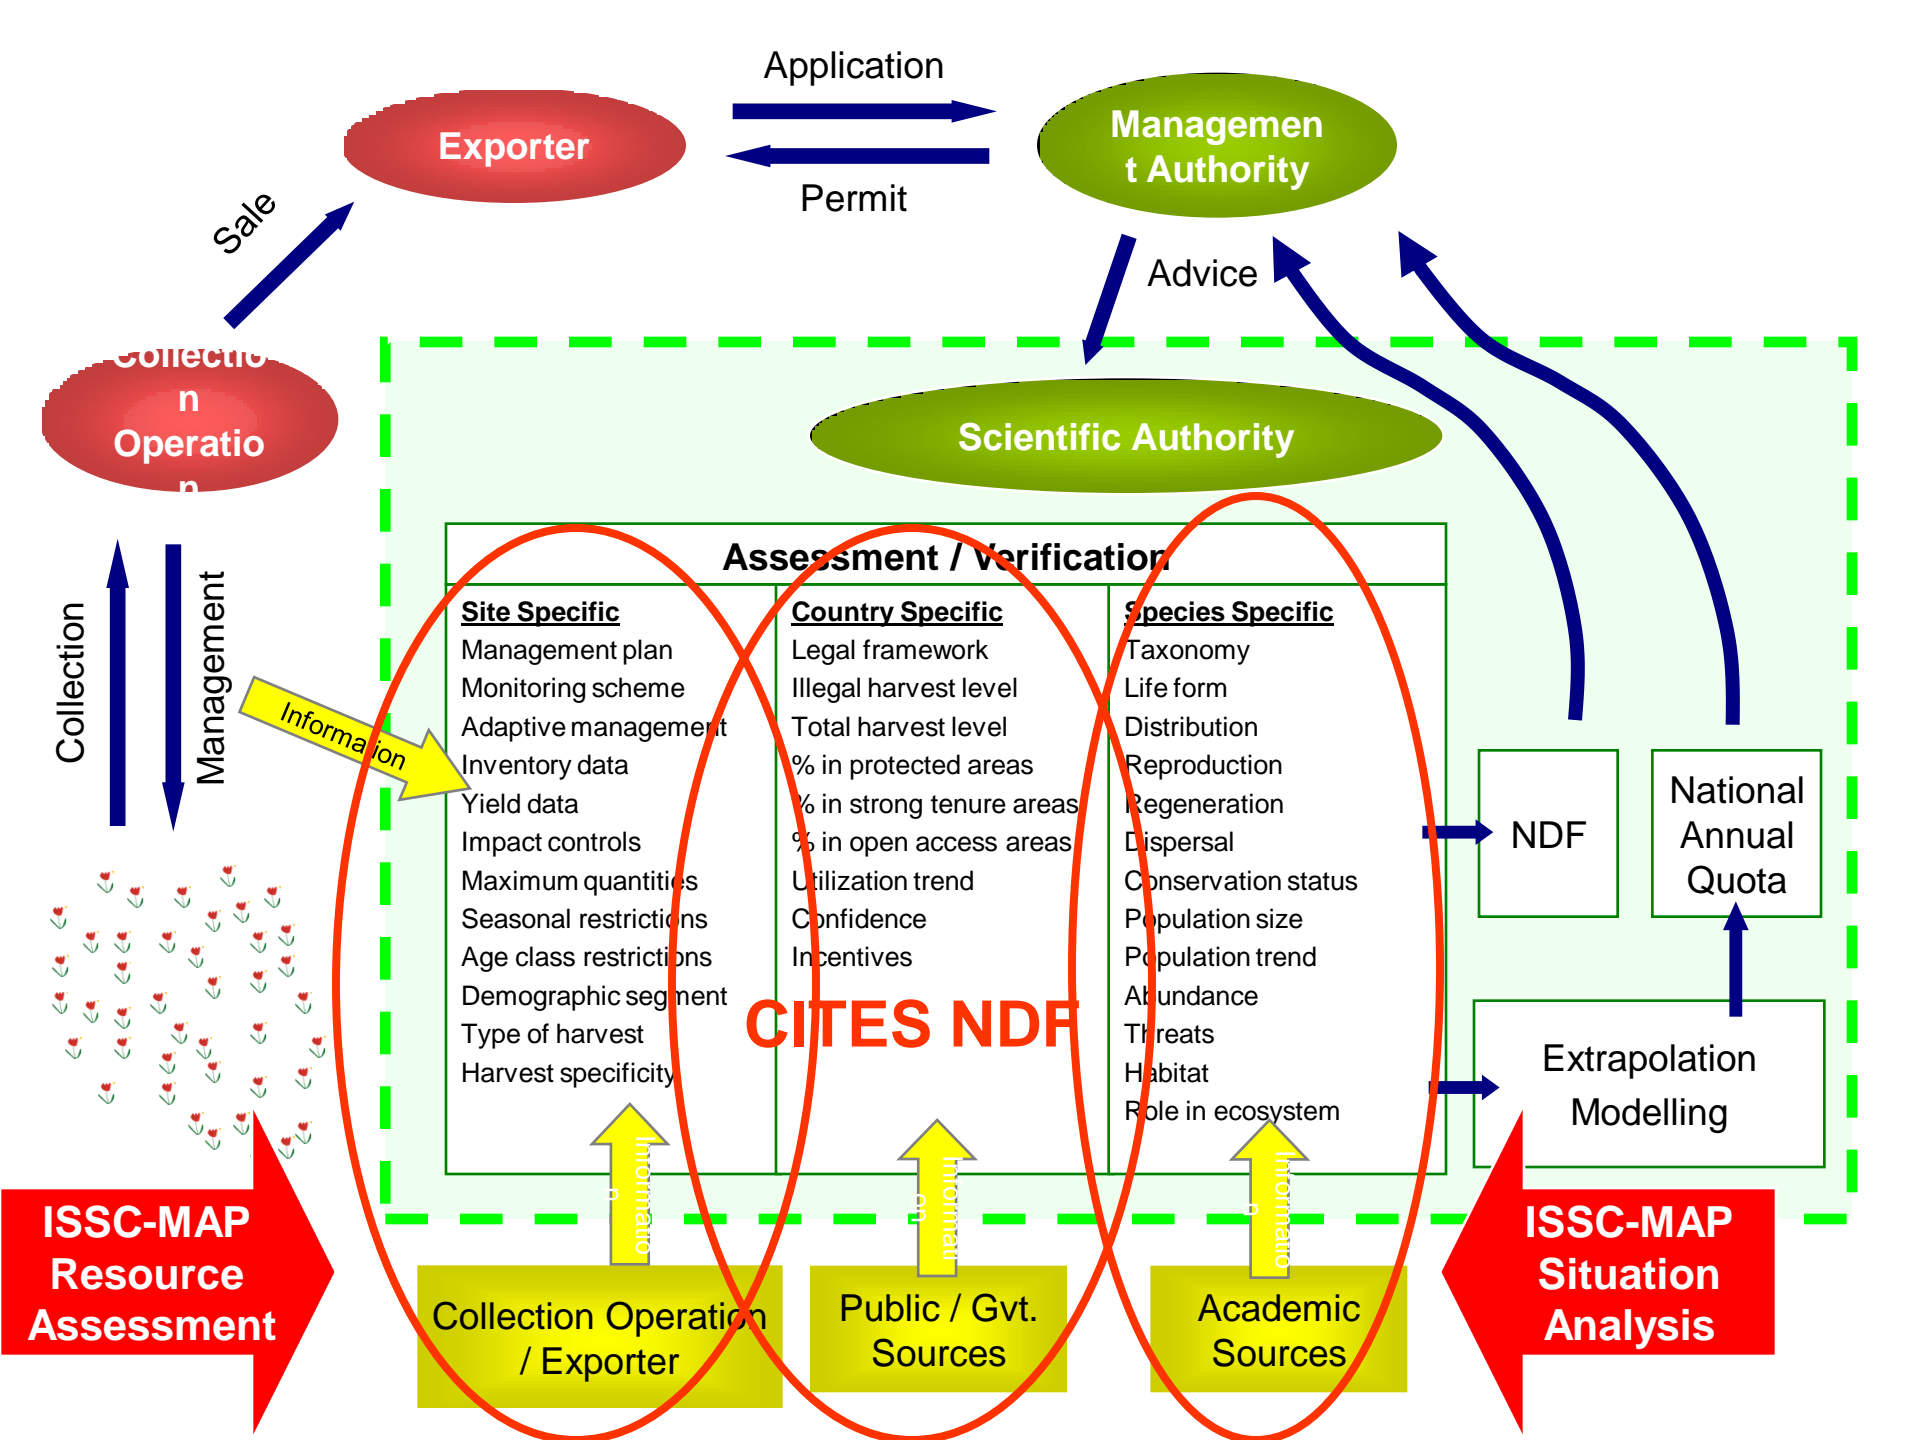 Application
Exporter
Managemen
t Authority
Permit
Sale
Advice
Collectio
n
Operatio
n
Scientific Authority
Assessment / Verification
Collection
Management
Information
Site Specific
Management plan
Monitoring scheme
Adaptive management
Inventory data
Yield data
Impact controls
Maximum quantities
Seasonal restrictions
Age class restrictions
Demographic segment
Type of harvest
Harvest specificity
Country Specific
Legal framework
Illegal harvest level
Total harvest level
% in protected areas
% in strong tenure areas
% in open access areas
Utilization trend
Confidence
Incentives
Species Specific
Taxonomy
Life form
Distribution
Reproduction
Regeneration
Dispersal
Conservation status
Population size
Population trend
Abundance
Threats
Habitat
Role in ecosystem
CITES NDF
NDF
National
Annual
Quota
Extrapolation
Modelling
Informatio
n
Informati
on
Informatio
n
ISSC-MAP
Resource
Assessment
Collection Operation
/ Exporter
Public / Gvt.
Sources
Academic
Sources
ISSC-MAP
Situation
Analysis